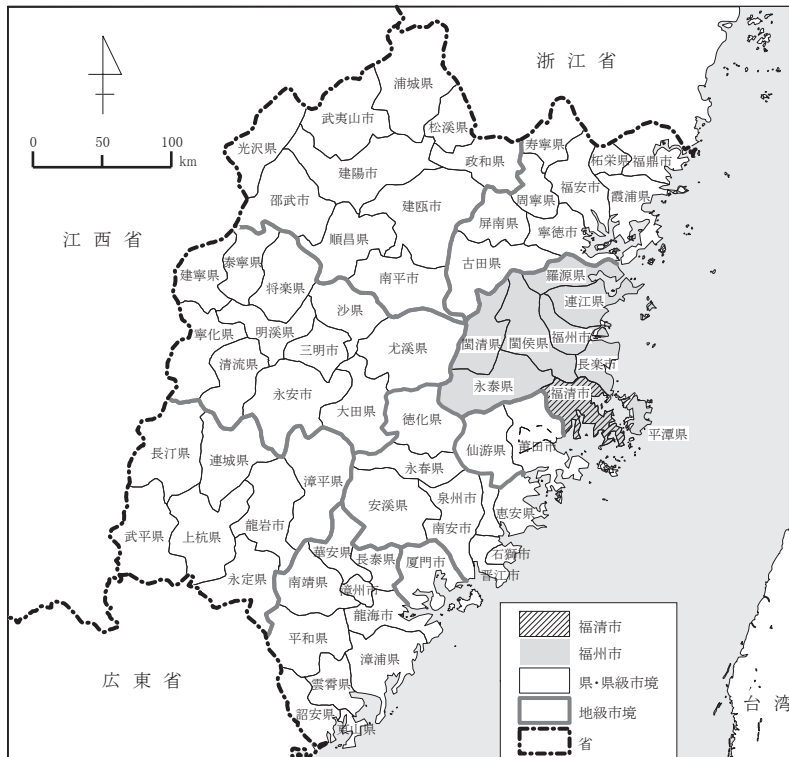 浙江省
浦城県
武夷山市
松溪県
0 50 100
km
光沢県
政和県
寿寧県
柘栄県
福鼎市
建陽市
福安市
周寧県
霞浦県
邵武市
建甌市
屏南県
寧徳市
江西省
順昌県
古田県
泰寧県
南平市
建寧県
羅源県
将楽県
連江県
沙県
寧化県
明溪県
福州市
三明市
尤溪県
閩清県
閩侯県
清流県
長楽市
永泰県
福清市
永安市
大田県
徳化県
平潭県
仙游県
莆田市
長汀県
連城県
永春県
漳平県
泉州市
安溪県
恵安県
龍岩市
南安市
武平県
上杭県
石獅市
華安県
長泰県
厦門市
晋江市
永定県
南靖県
漳州市
龍海市
平和県
漳浦県
広東省
雲霄県
詔安県
東山県
台湾
福清市
福州市
県・県級市境
地級市境
省